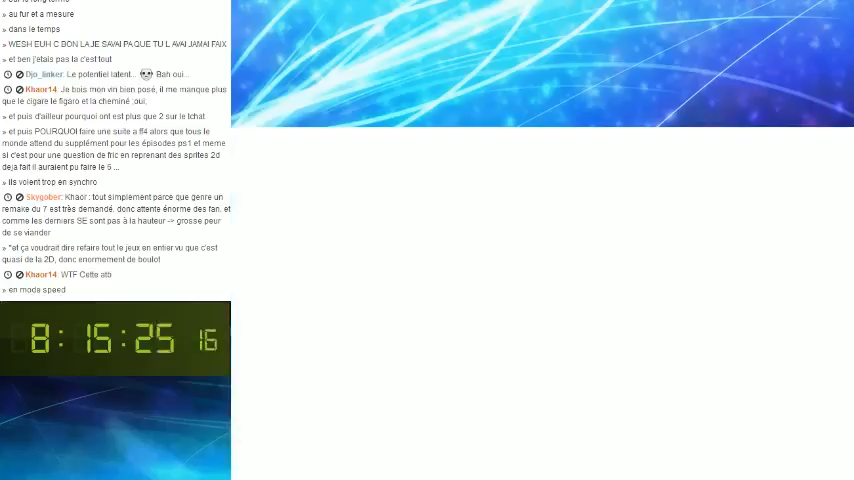 » au fur et a mesure
» dans le temps
» WESH EUH C BON LA JE SAVAI PA QUE TU L AVAI JAMAI FAIX
» et ben j'etais pas la c'est tout
Djo_linker: Le potentiel latent... Bah oui...
Khaor14: Je bois mon vin bien posé, il me manque plus
que le cigare le figaro et la cheminé :oui;
» et puis d'ailleur pourquoi ont est plus que 2 sur le tchat
» et puis POURQUOI faire une suite a ff4 alors que tous le
monde attend du supplément pour les épisodes ps1 et meme
si c'est pour une question de fric en reprenant des sprites 2d
deja fait il auraient pu faire le 6 ...
» ils voient trop en synchro
Skygober: Khaor : tout simplement parce que genre un
remake du 7 est très demandé, donc attente énorme des fan, et
comme les derniers SE sont pas à la hauteur -> grosse peur
de se viander
» *et ça voudrait dire refaire tout le jeux en entier vu que c'est
quasi de la 2D, donc enormement de boulot
Khaor14: WTF Cette atb
» en mode speed
8:15:25 16